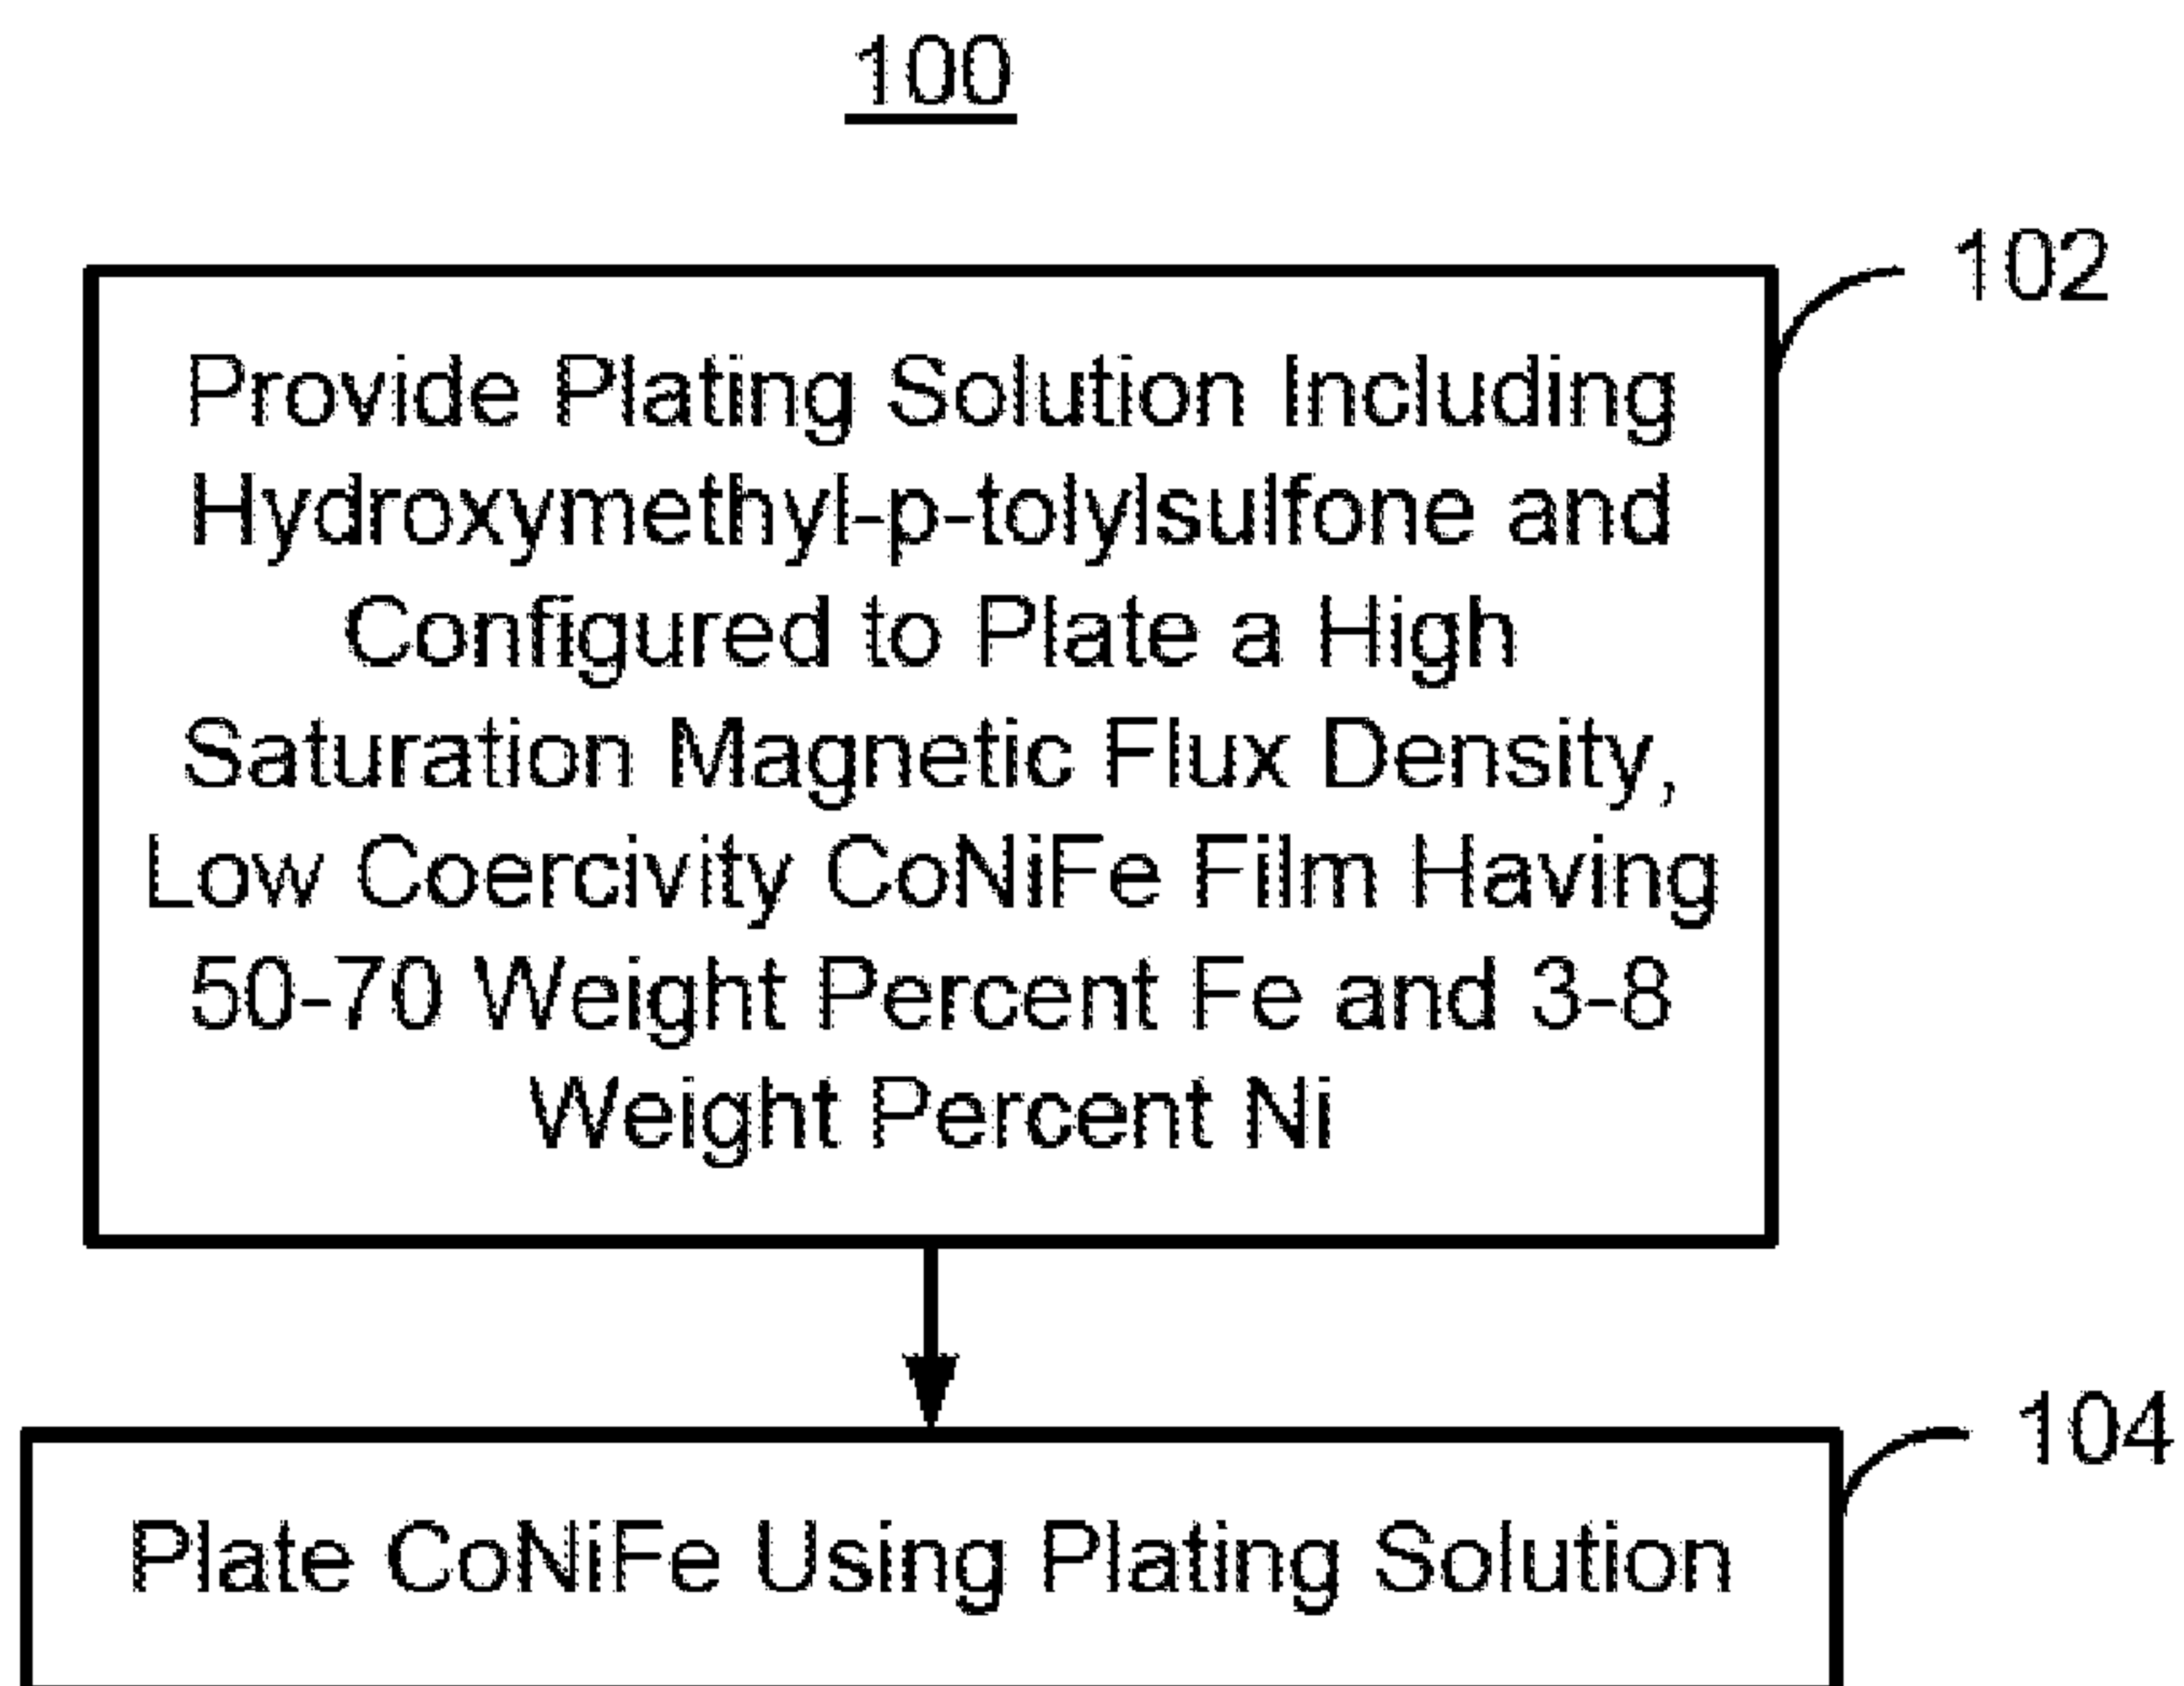 100
102
Provide Plating Solution Including
Hydroxymethyl-p-tolylsulfone and
Configured to Plate a High
Saturation Magnetic Flux Density,
Low Coercivity CoNiFe Film Having
50-70 Weight Percent Fe and 3-8
Weight Percent Ni
104
Plate CoNiFe Using Plating Solution